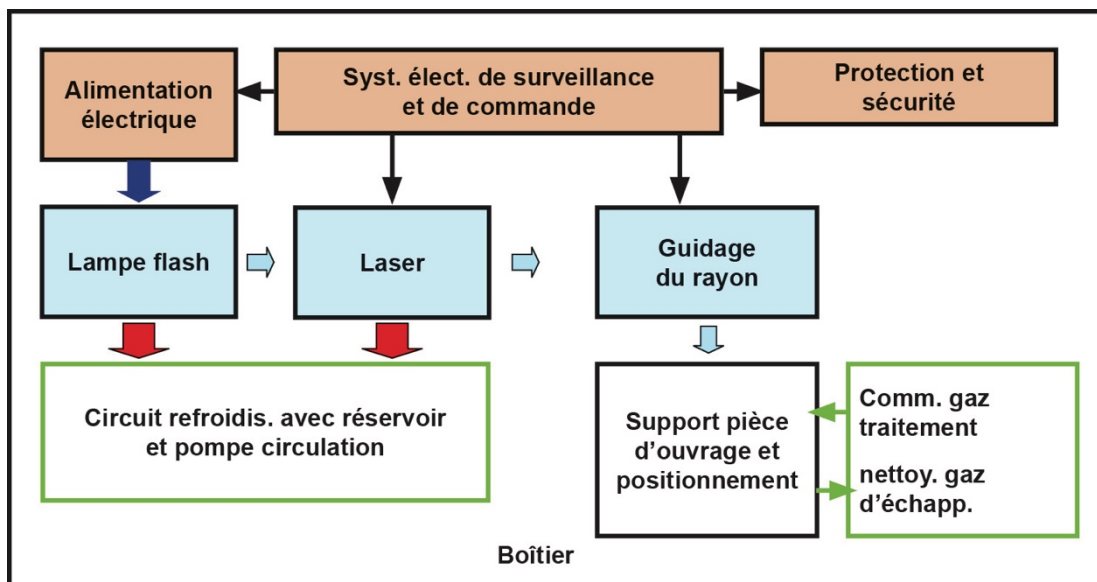 Alimentation
électrique
Syst. élect. de surveillance
et de commande
Protection et
sécurité
Lampe flash
Laser
Guidage
du rayon
Circuit refroidis. avec réservoir
et pompe circulation
Support pièce
d’ouvrage et
positionnement
Comm. gaz
traitement
nettoy. gaz
d’échapp.
Boîtier